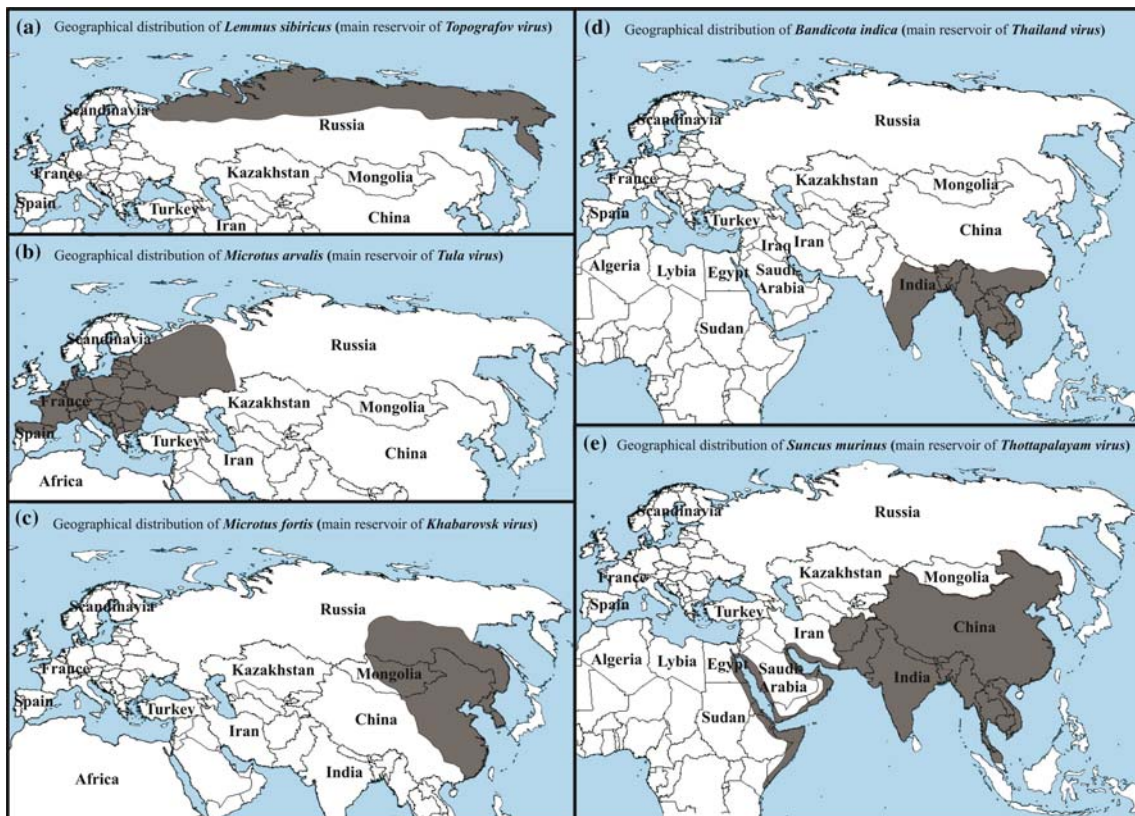 (a) Geographical distribution of Lemmus sibiricus (main reservoir of Topografov virus)
Scandinavia
Russia
France
Kazakhstan
Mongolia
Spain
Turkey
China
Iran
(b) Geographical distribution of Microtus arvalis (main reservoir of Tula virus)
Scandinavia
Russia
France
Kazakhstan
Mongolia
Spain
Turkey
Iran
China
Africa
(c) Geographical distribution of Microtus fortis (main reservoir of Khabarovsk virus)
Scandinavia
Russia
France
Kazakhstan
Mongolia
Spain
Turkey
China
Iran
Africa
India
(d) Geographical distribution of Bandicota indica (main reservoir of Thailand virus)
Scandinavia
Russia
France
Kazakhstan
Mongolia
Spain
Turkey
China
Iraq
Iran
Algeria
Lybia
Egypt
Saudi
Arabia
India
Sudan
(e) Geographical distribution of Suncus murinus (main reservoir of Thottapalayam virus)
Scandinavia
Russia
France
Kazakhstan
Mongolia
Spain
Turkey
China
Iran
Algeria
Lybia
Egypt
Saudi
Arabia
India
Sudan